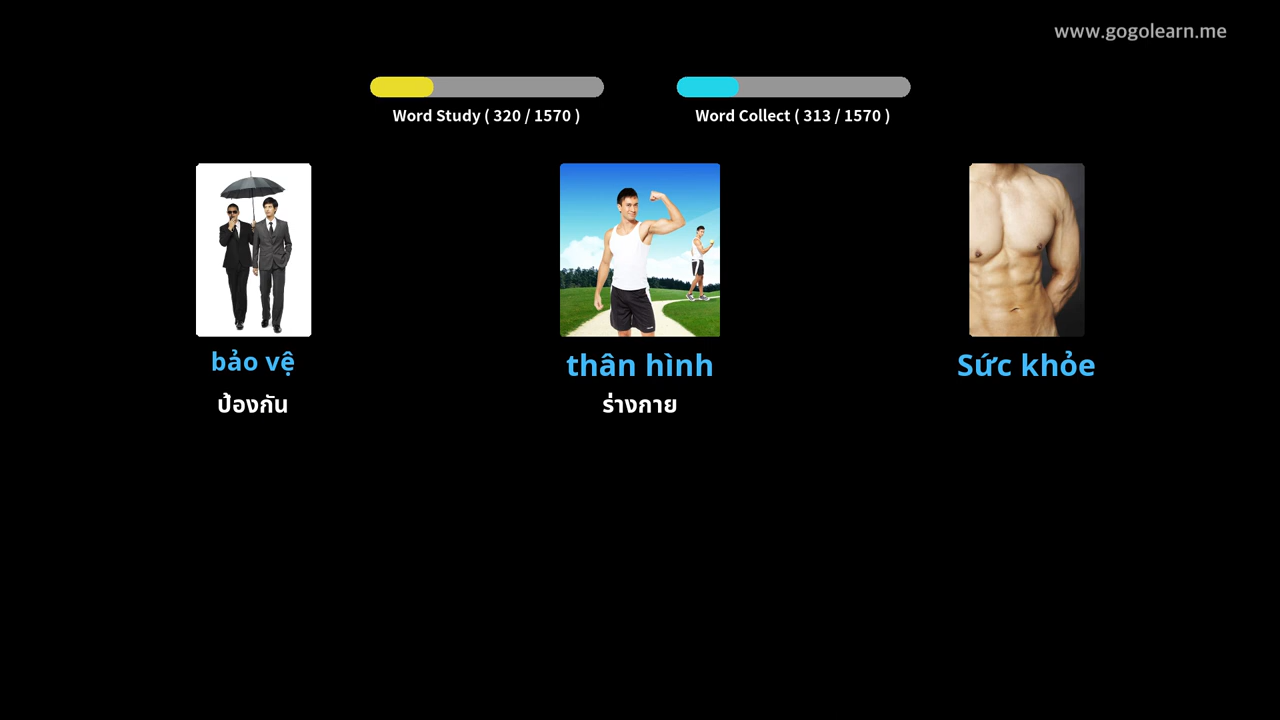 www.gogolearn.me
Word Study ( 320 / 1570 )
Word Collect ( 313 / 1570 )
bảo vệ
thân hình
Sức khỏe
ป้องกัน
ร่างกาย